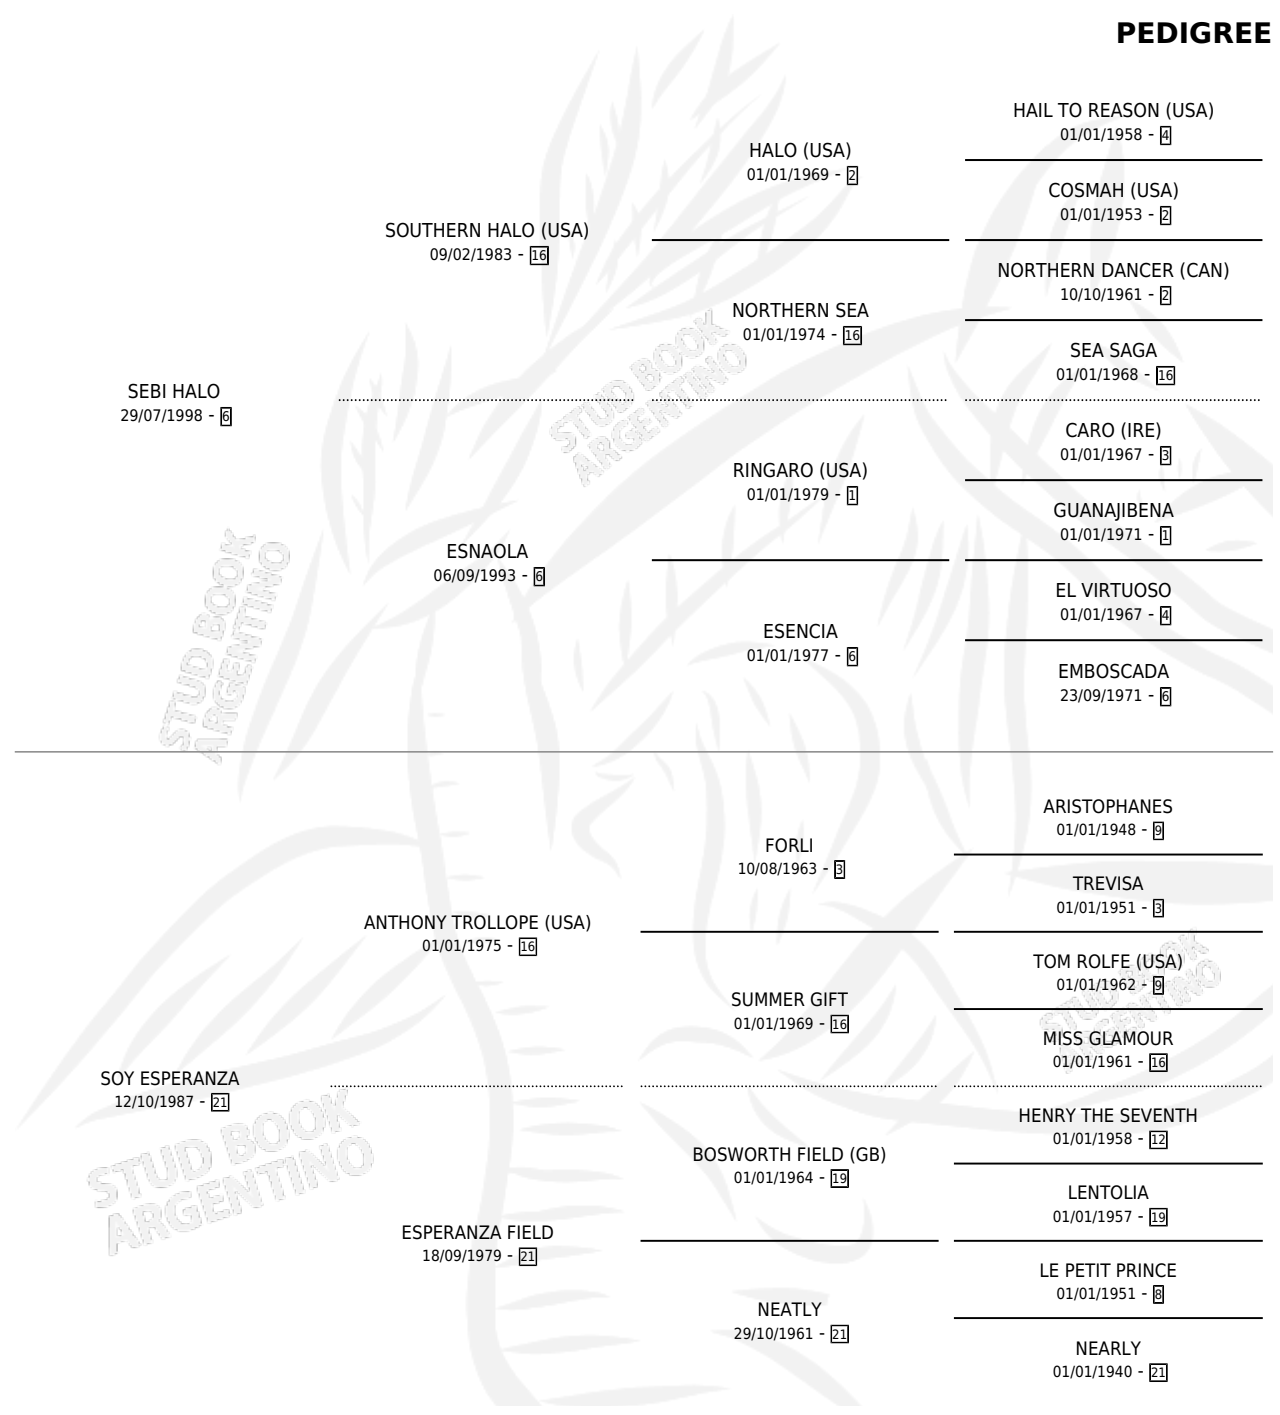 PEDIGREE
HAIL TO REASON (USA)
01/01/1958 - 4
HALO (USA)
01/01/1969 - 2
COSMAH (USA)
01/01/1953 - 2
SOUTHERN HALO (USA)
09/02/1983 - 16
NORTHERN DANCER (CAN)
10/10/1961 - 2
NORTHERN SEA
01/01/1974 - 16
SEA SAGA
01/01/1968 - 16
SEBI HALO
29/07/1998 - 6
CARO (IRE)
01/01/1967 - 3
RINGARO (USA)
01/01/1979 - 1
GUANAJIBENA
01/01/1971 - 1
ESNAOLA
06/09/1993 - 6
EL VIRTUOSO
01/01/1967 - 4
ESENCIA
01/01/1977 - 6
EMBOSCADA
23/09/1971 - 6
ARISTOPHANES
01/01/1948 - 9
FORLI
10/08/1963 - 3
TREVISA
01/01/1951 - 3
ANTHONY TROLLOPE (USA)
01/01/1975 - 16
TOM ROLFE (USA)
01/01/1962 - 9
SUMMER GIFT
01/01/1969 - 16
MISS GLAMOUR
01/01/1961 - 16
SOY ESPERANZA
12/10/1987 - 21
HENRY THE SEVENTH
01/01/1958 - 12
BOSWORTH FIELD (GB)
01/01/1964 - 19
LENTOLIA
01/01/1957 - 19
ESPERANZA FIELD
18/09/1979 - 21
LE PETIT PRINCE
01/01/1951 - 8
NEATLY
29/10/1961 - 21
NEARLY
01/01/1940 - 21
STUD BOOK
ARGENTINO
STUD BOOK
ARGENTINO
STUD BOOK
ARGENTINO
STUD BOOK
ARGENTINO